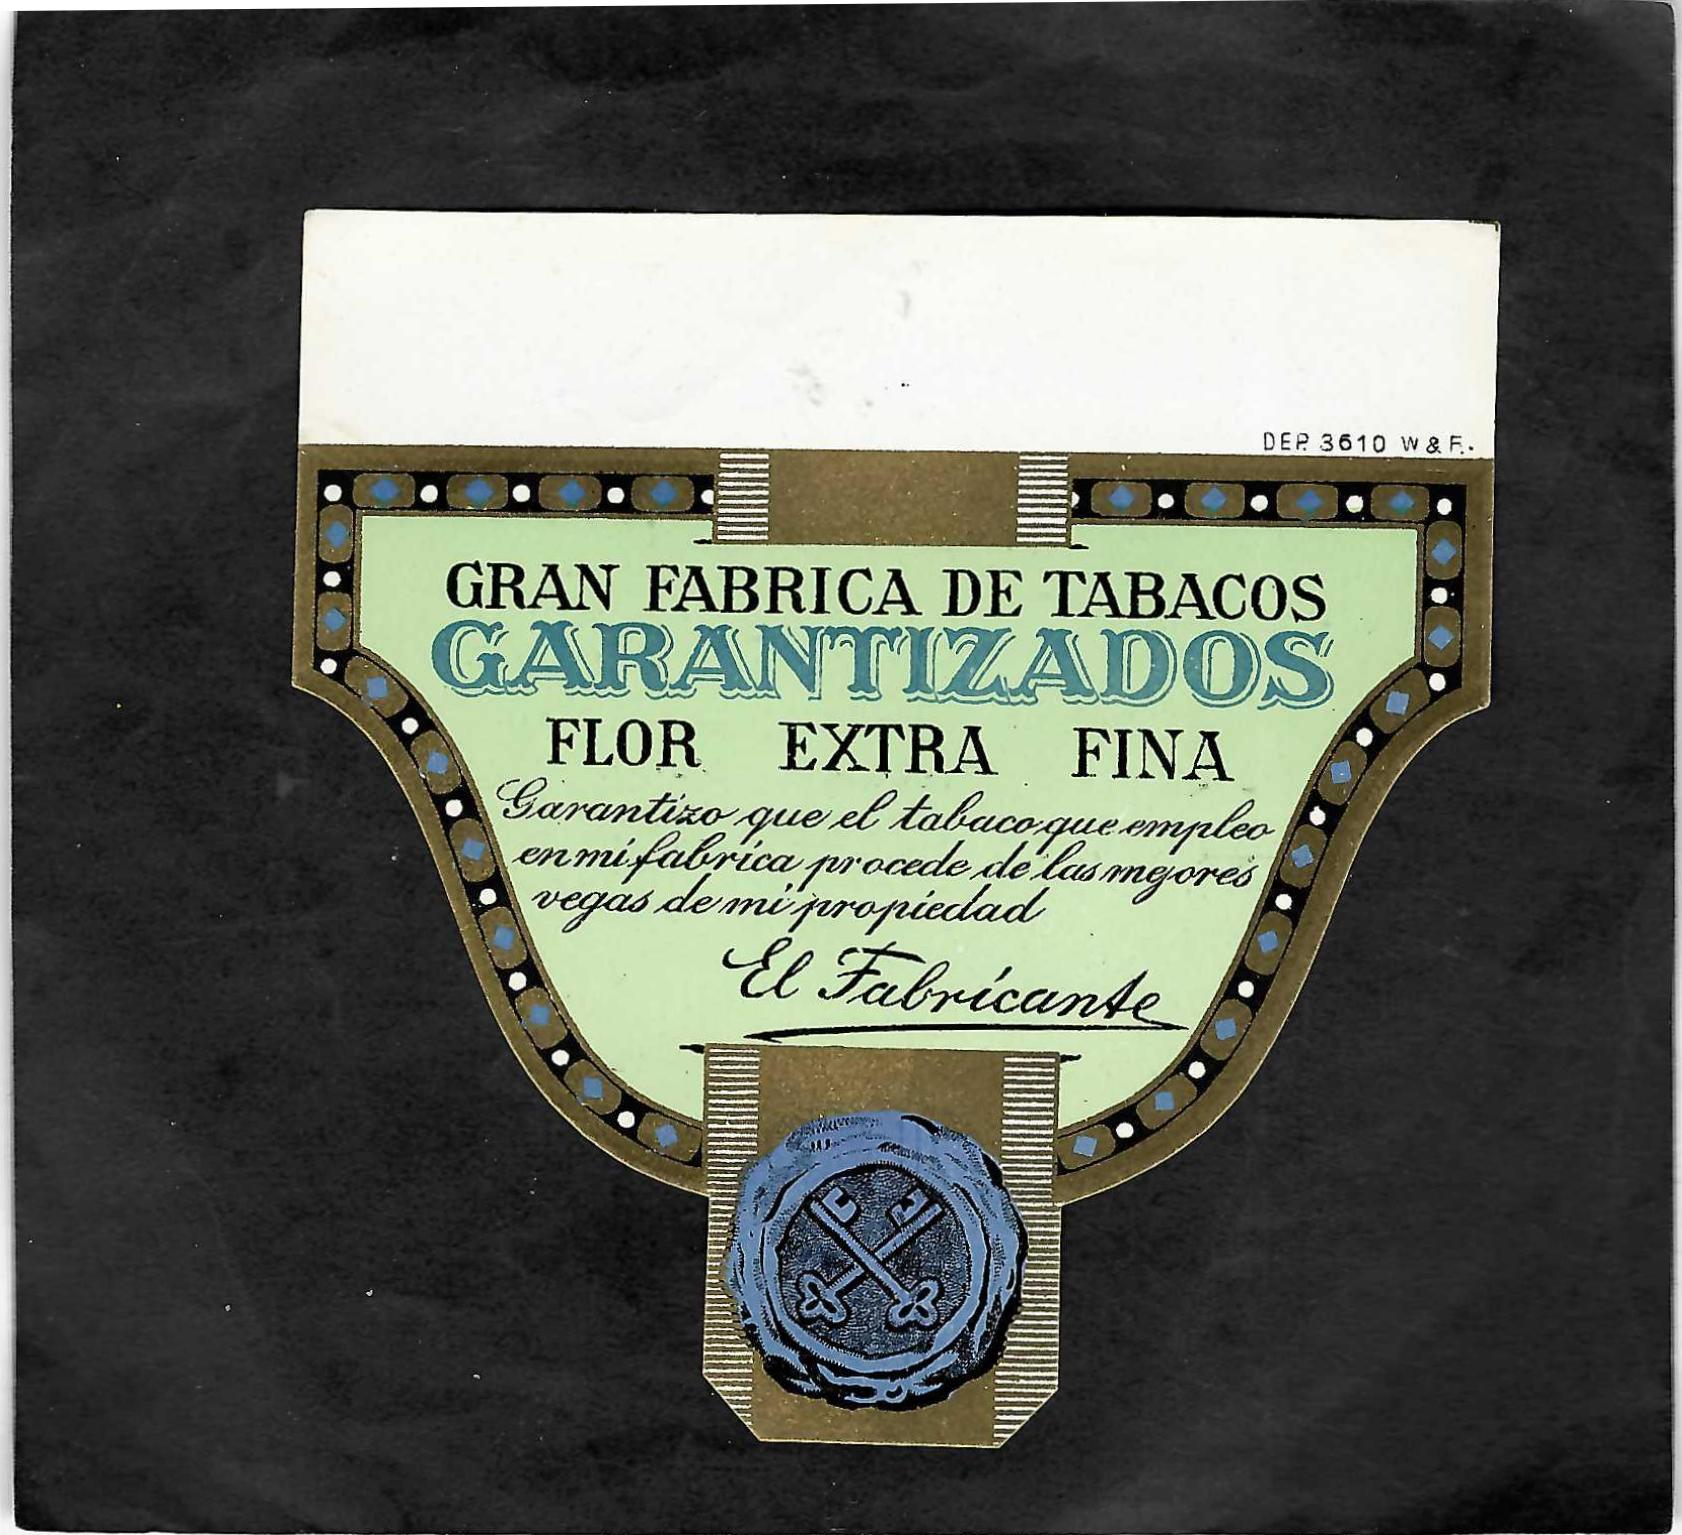 DEP. 3610 W & F.
GRAN FABRICA DE TABACOS
GARANTIZADOS
FLOR EXTRA FINA
Garantizo que el tabaco que empleo
en mi fabrica procede de las mejores
vegas de mi propiedad
El Fabricante